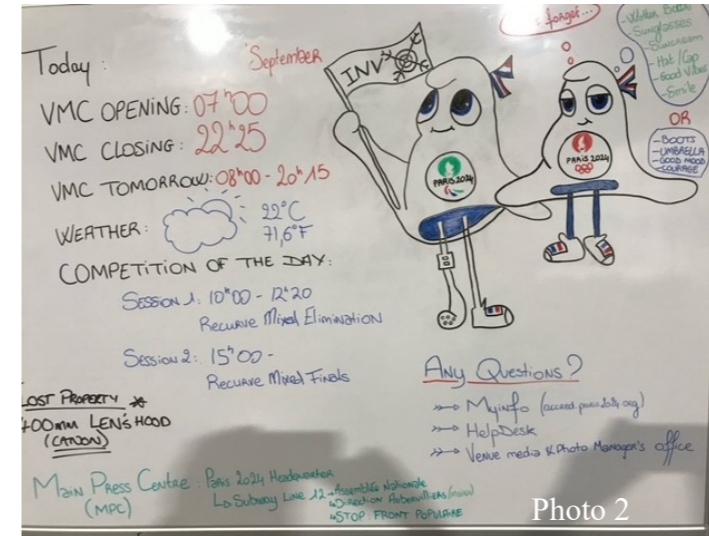 Today :
September
VMC OPENING: 07h00
VMC CLOSING: 22h25
VMC TOMORROW: 08h00 - 20h15
WEATHER:
22°C
71,6°F
COMPETITION OF THE DAY:
SESSION 1: 10h00 - 12h20
RECURVE MIXED ELIMINATION
SESSION 2: 15h00 -
RECURVE MIXED FINALS
LOST PROPERTY
400mm LEN'S HOOD
(CANON)
MAIN PRESS CENTRE : PARIS 2024 HEADQUARTER
(MPC)
SUBWAY LINE 12 → ASSEMBLÉE NATIONALE
DIRECTION AUBERVILLIERS
STOP : FRONT POPULAIRE
INV
PARIS 2024
PARIS 2024
forget...
Sunglasses
- Suncream
- Hat / Cap
- Good Vibes
- Smile
OR
- BOOTS
- UMBRELLA
- GOOD MOOD
- COURAGE
ANY QUESTIONS ?
MyInfo (accred.paris2024.org)
HelpDesk
Venue media & Photo Manager's office
Photo 2